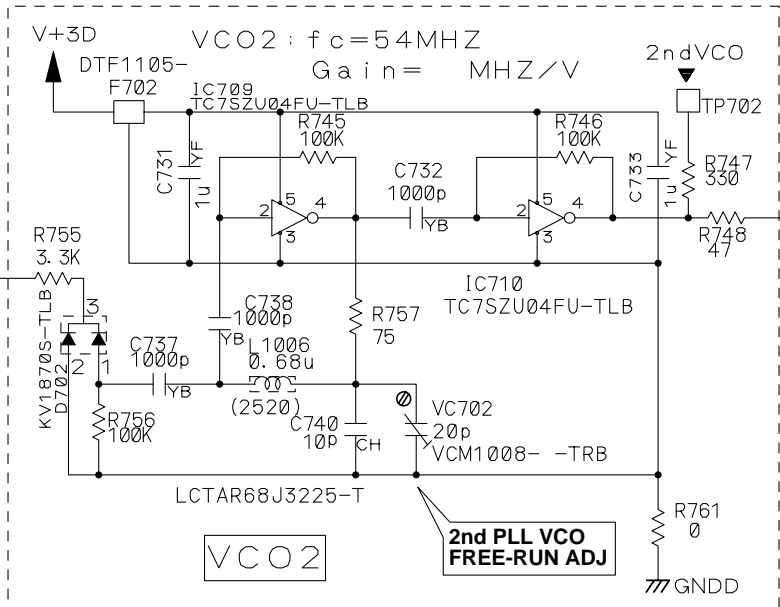 V+3D
VCO2:fc=54MHZ
Gain= MHZ/V
2ndVCO
DTF1105-
F702
IC709
TC7SZU04FU-TLB
TP702
R745
100K
R746
100K
C731
YF
1u
C732
1000p
YB
C733
YF
1u
R747
330
5
2
4
3
5
2
4
3
R748
47
R755
3.3K
IC710
TC7SZU04FU-TLB
KV1870S-TLB
D702
3
2
1
C738
1000p
YB
R757
75
C737
1000p
YB
L1006
0.68u
(2520)
R756
100K
C740
10p
CH
VC702
20p
VCM1008- -TRB
LCTAR68J3225-T
R761
0
VCO2
2nd PLL VCO
FREE-RUN ADJ
GNDD